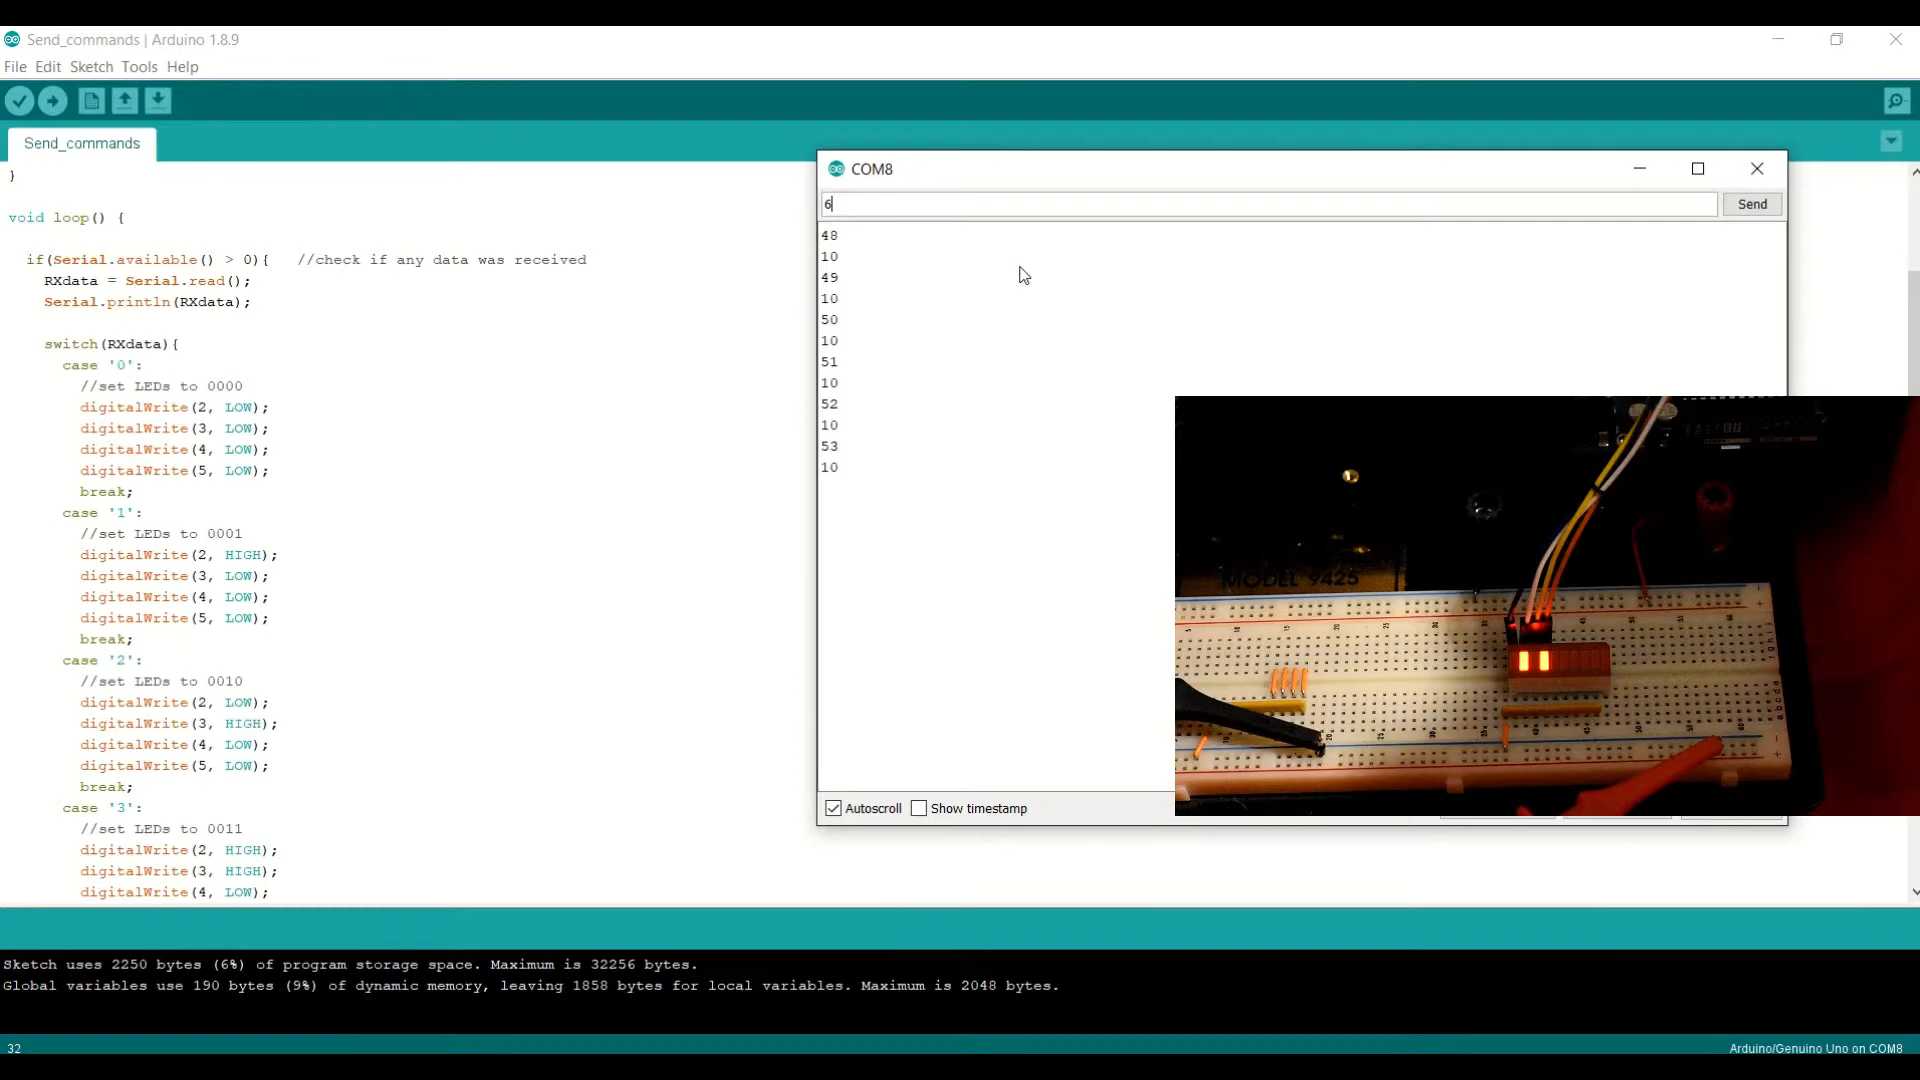 Send_commands | Arduino 1.8.9
File Edit Sketch Tools Help
Send_commands
}
void loop() {
if(Serial.available() > 0){ //check if any data was received
RXdata = Serial.read();
Serial.println(RXdata);
switch(RXdata){
case '0':
//set LEDs to 0000
digitalWrite(2, LOW);
digitalWrite(3, LOW);
digitalWrite(4, LOW);
digitalWrite(5, LOW);
break;
case '1':
//set LEDs to 0001
digitalWrite(2, HIGH);
digitalWrite(3, LOW);
digitalWrite(4, LOW);
digitalWrite(5, LOW);
break;
case '2':
//set LEDs to 0010
digitalWrite(2, LOW);
digitalWrite(3, HIGH);
digitalWrite(4, LOW);
digitalWrite(5, LOW);
break;
case '3':
//set LEDs to 0011
digitalWrite(2, HIGH);
digitalWrite(3, HIGH);
digitalWrite(4, LOW);
COM8
6
Send
48
10
49
10
50
10
51
10
52
10
53
10
MODEL 9425
Autoscroll Show timestamp
Sketch uses 2250 bytes (6%) of program storage space. Maximum is 32256 bytes.
Global variables use 190 bytes (9%) of dynamic memory, leaving 1858 bytes for local variables. Maximum is 2048 bytes.
32
Arduino/Genuino Uno on COM8